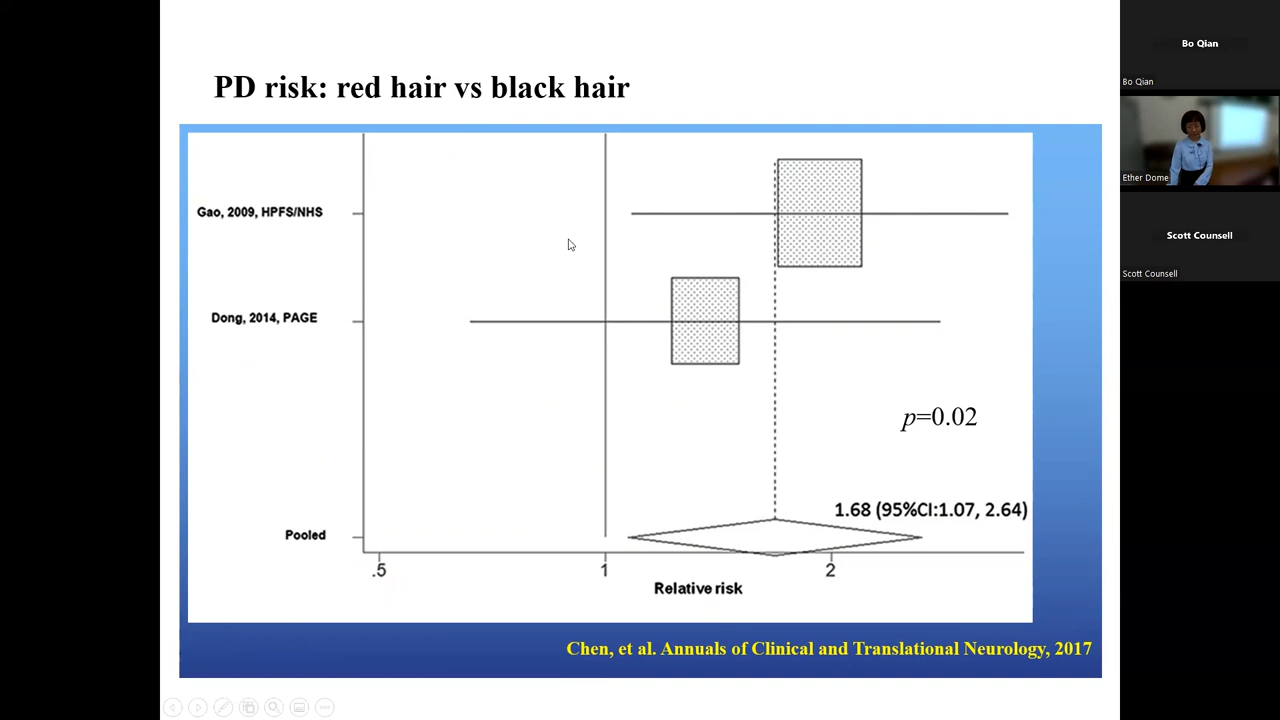 PD risk: red hair vs black hair
Gao, 2009, HPFS/NHS
Dong, 2014, PAGE
p=0.02
1.68 (95%CI:1.07, 2.64)
Pooled
.5 1 2
Relative risk
Chen, et al. Annuals of Clinical and Translational Neurology, 2017
Bo Qian
Bo Qian
Ether Dome
Scott Counsell
Scott Counsell